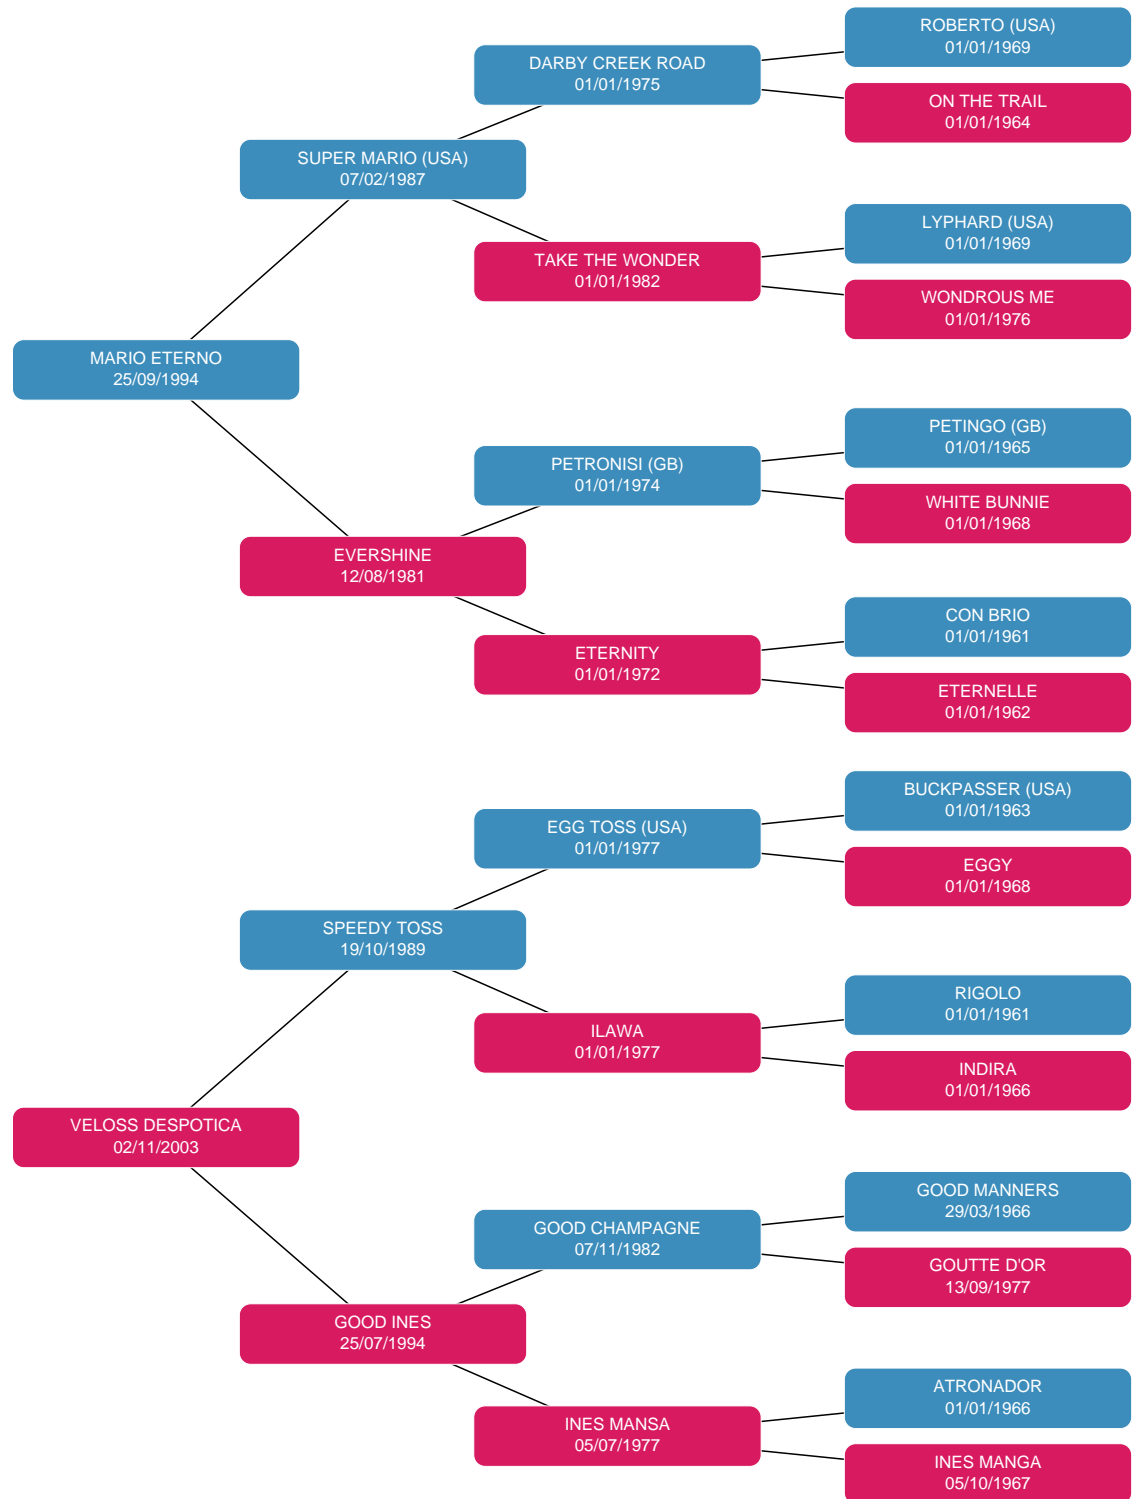 ROBERTO (USA)
01/01/1969
DARBY CREEK ROAD
01/01/1975
ON THE TRAIL
01/01/1964
SUPER MARIO (USA)
07/02/1987
LYPHARD (USA)
01/01/1969
TAKE THE WONDER
01/01/1982
WONDROUS ME
01/01/1976
MARIO ETERNO
25/09/1994
PETINGO (GB)
01/01/1965
PETRONISI (GB)
01/01/1974
WHITE BUNNIE
01/01/1968
EVERSHINE
12/08/1981
CON BRIO
01/01/1961
ETERNITY
01/01/1972
ETERNELLE
01/01/1962
BUCKPASSER (USA)
01/01/1963
EGG TOSS (USA)
01/01/1977
EGGY
01/01/1968
SPEEDY TOSS
19/10/1989
RIGOLO
01/01/1961
ILAWA
01/01/1977
INDIRA
01/01/1966
VELOSS DESPOTICA
02/11/2003
GOOD MANNERS
29/03/1966
GOOD CHAMPAGNE
07/11/1982
GOUTTE D'OR
13/09/1977
GOOD INES
25/07/1994
ATRONADOR
01/01/1966
INES MANSA
05/07/1977
INES MANGA
05/10/1967